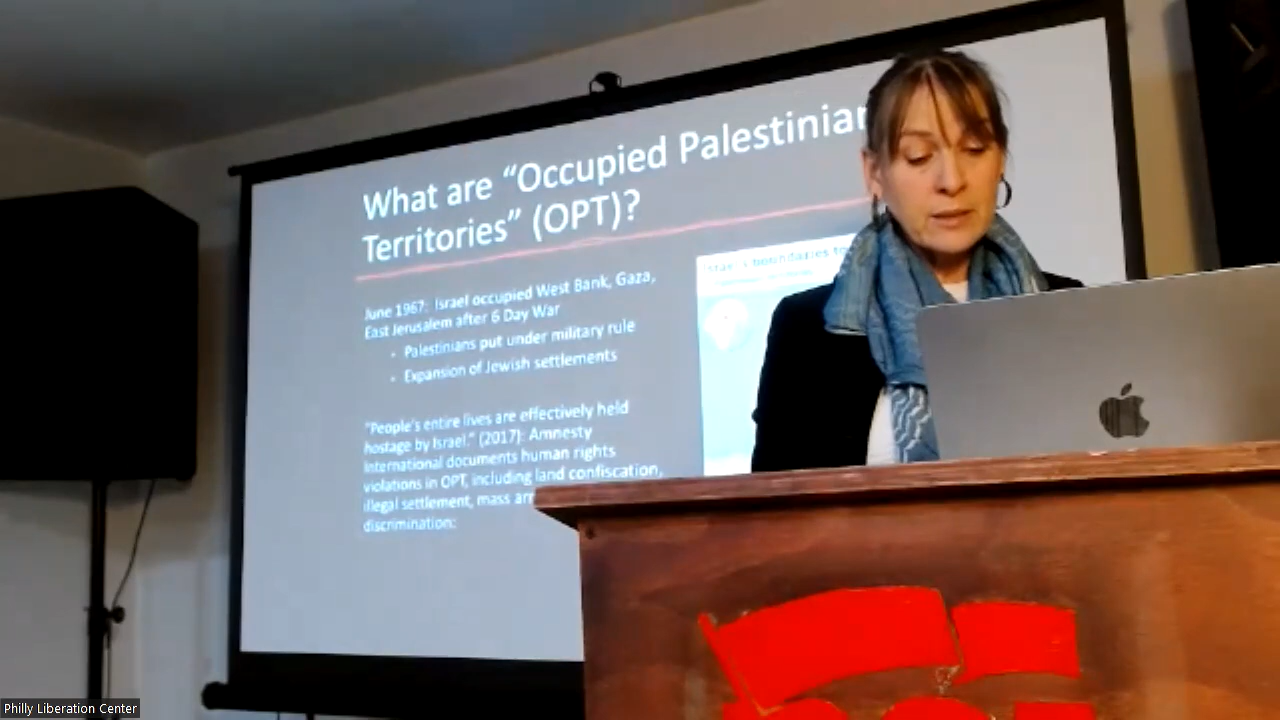 What are "Occupied Palestinian
Territories" (OPT)?
June 1967: Israel occupied West Bank, Gaza,
East Jerusalem after 6 Day War
• Palestinians put under military rule
• Expansion of Jewish settlements
"People's entire lives are effectively held
hostage by Israel." (2017): Amnesty
International documents human rights
violations in OPT, including land confiscation,
illegal settlement, mass
discrimination:
boundaries
Philly Liberation Center